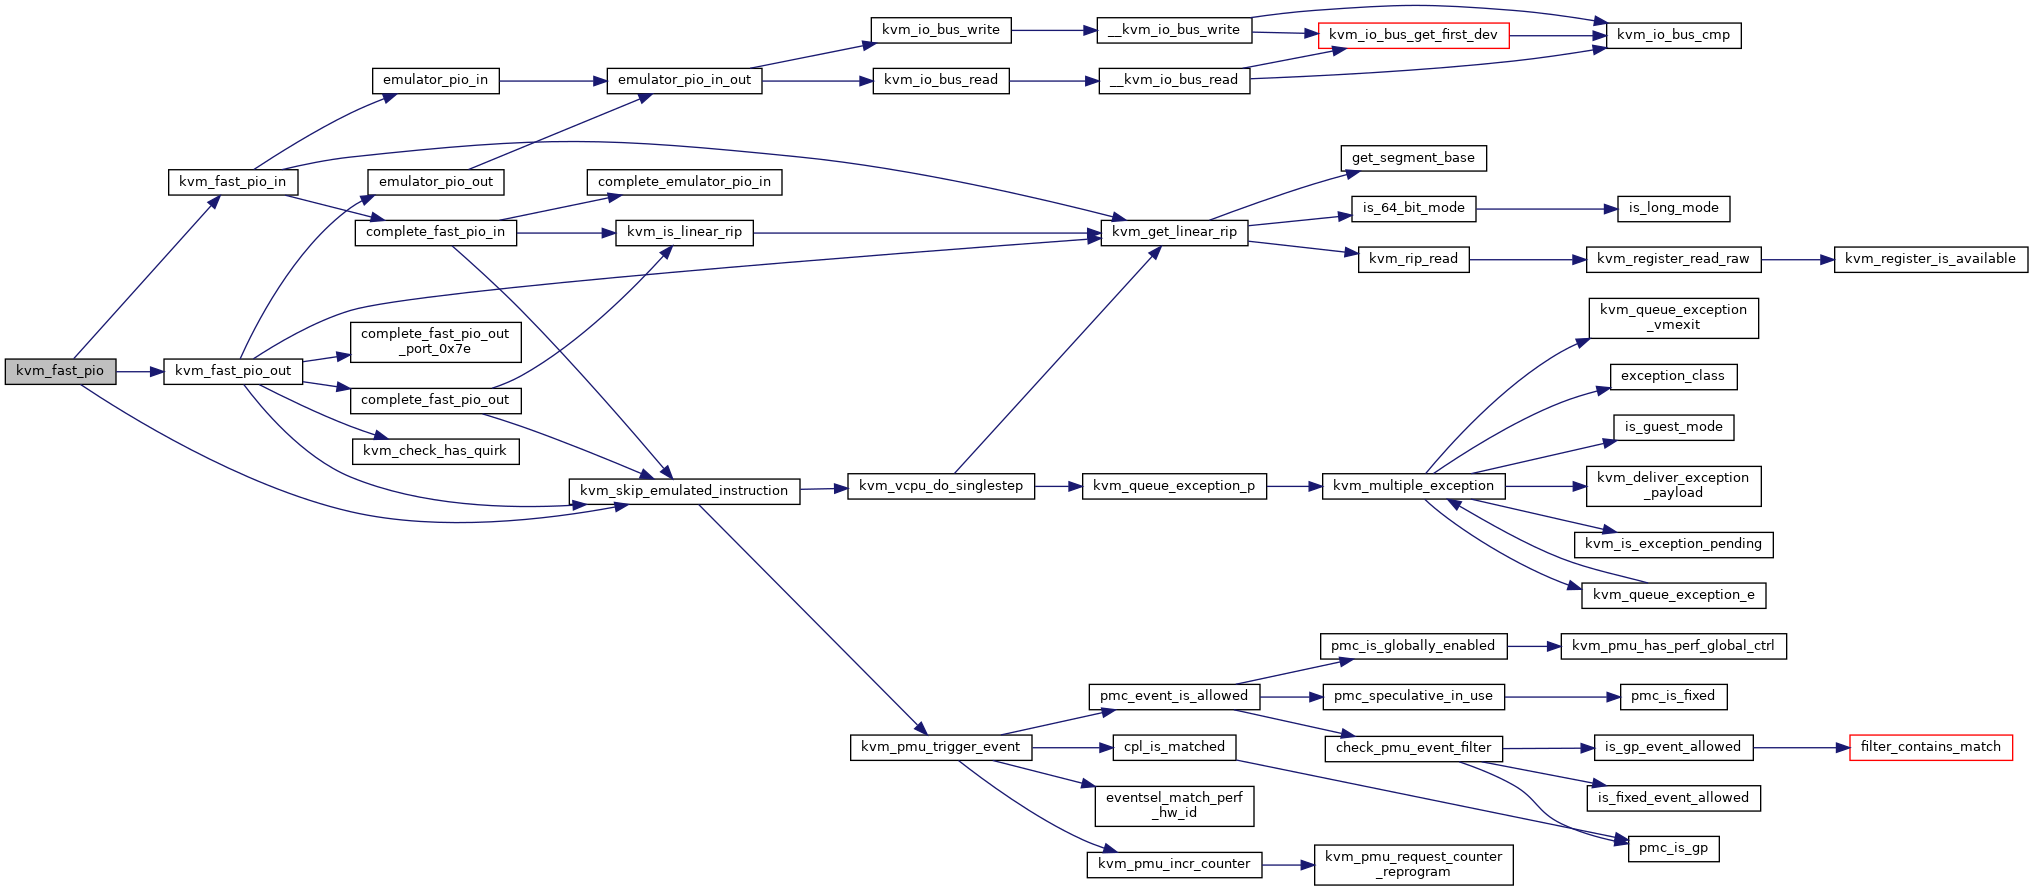 kvm_io_bus_write
__kvm_io_bus_write
kvm_io_bus_get_first_dev
kvm_io_bus_cmp
emulator_pio_in
emulator_pio_in_out
kvm_io_bus_read
__kvm_io_bus_read
get_segment_base
kvm_fast_pio_in
emulator_pio_out
complete_emulator_pio_in
is_64_bit_mode
is_long_mode
complete_fast_pio_in
kvm_is_linear_rip
kvm_get_linear_rip
kvm_rip_read
kvm_register_read_raw
kvm_register_is_available
kvm_queue_exception
_vmexit
complete_fast_pio_out
_port_0x7e
kvm_fast_pio
kvm_fast_pio_out
exception_class
complete_fast_pio_out
is_guest_mode
kvm_check_has_quirk
kvm_skip_emulated_instruction
kvm_vcpu_do_singlestep
kvm_queue_exception_p
kvm_multiple_exception
kvm_deliver_exception
_payload
kvm_is_exception_pending
kvm_queue_exception_e
pmc_is_globally_enabled
kvm_pmu_has_perf_global_ctrl
pmc_event_is_allowed
pmc_speculative_in_use
pmc_is_fixed
kvm_pmu_trigger_event
cpl_is_matched
check_pmu_event_filter
is_gp_event_allowed
filter_contains_match
eventsel_match_perf
_hw_id
is_fixed_event_allowed
pmc_is_gp
kvm_pmu_incr_counter
kvm_pmu_request_counter
_reprogram